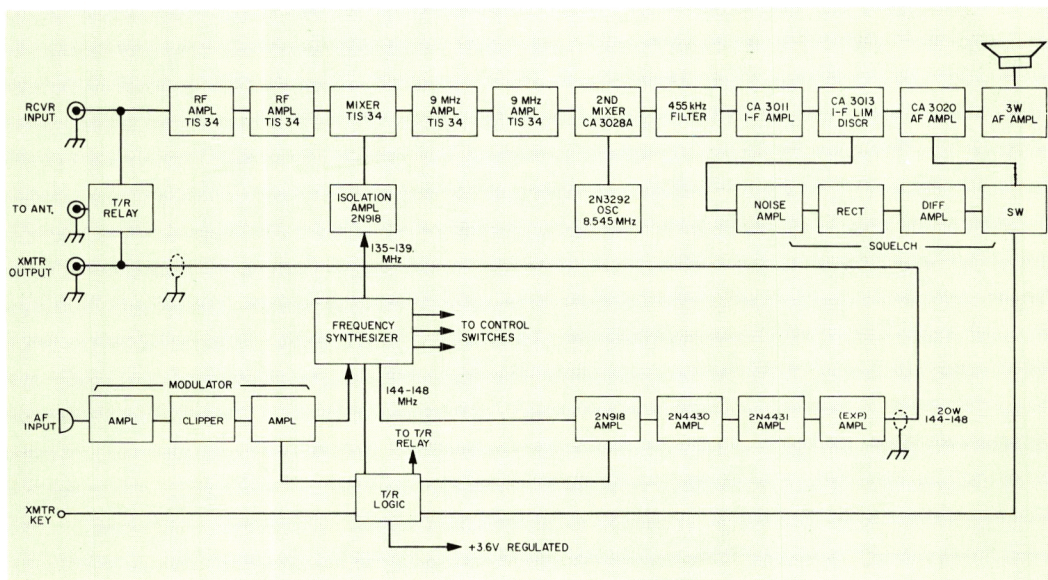 RCVR
INPUT
RF
AMPL
TIS 34
RF
AMPL
TIS 34
MIXER
TIS 34
9 MHz
AMPL
TIS 34
9 MHz
AMPL
TIS 34
2ND
MIXER
CA 3028A
455 kHz
FILTER
CA 3011
I-F AMPL
CA 3013
I-F LIM
DISCR
CA 3020
AF AMPL
3W
AF AMPL
TO ANT.
T/R
RELAY
ISOLATION
AMPL
2N918
2N3292
OSC
8.545 MHz
NOISE
AMPL
RECT
DIFF
AMPL
SW
SQUELCH
135-139.
MHz
XMTR
OUTPUT
FREQUENCY
SYNTHESIZER
TO CONTROL
SWITCHES
MODULATOR
144-148
MHz
AF
INPUT
AMPL
CLIPPER
AMPL
2N918
AMPL
2N4430
AMPL
2N4431
AMPL
(EXP)
AMPL
20W
144-148
TO T/R
RELAY
T/R
LOGIC
XMTR
KEY
+3.6V REGULATED